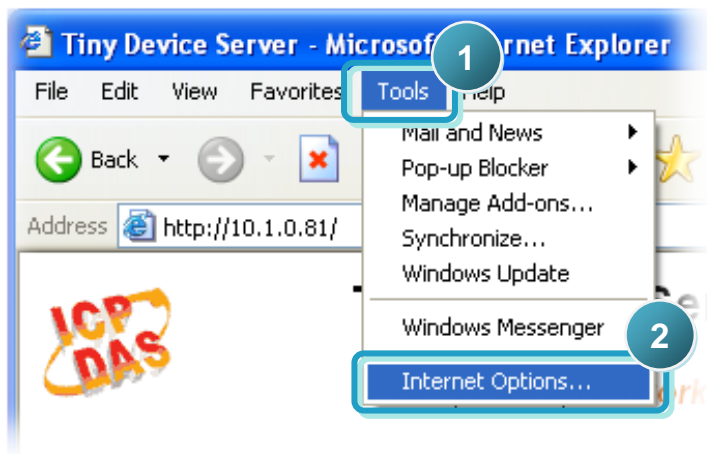 Tiny Device Server - Microsof rnet Explorer
1
File Edit View Favorites Tools Help
Mail and News
Back
Pop-up Blocker
Manage Add-ons...
Address http://10.1.0.81/
Synchronize...
Windows Update
ICP
DAS
Windows Messenger
2
Internet Options...